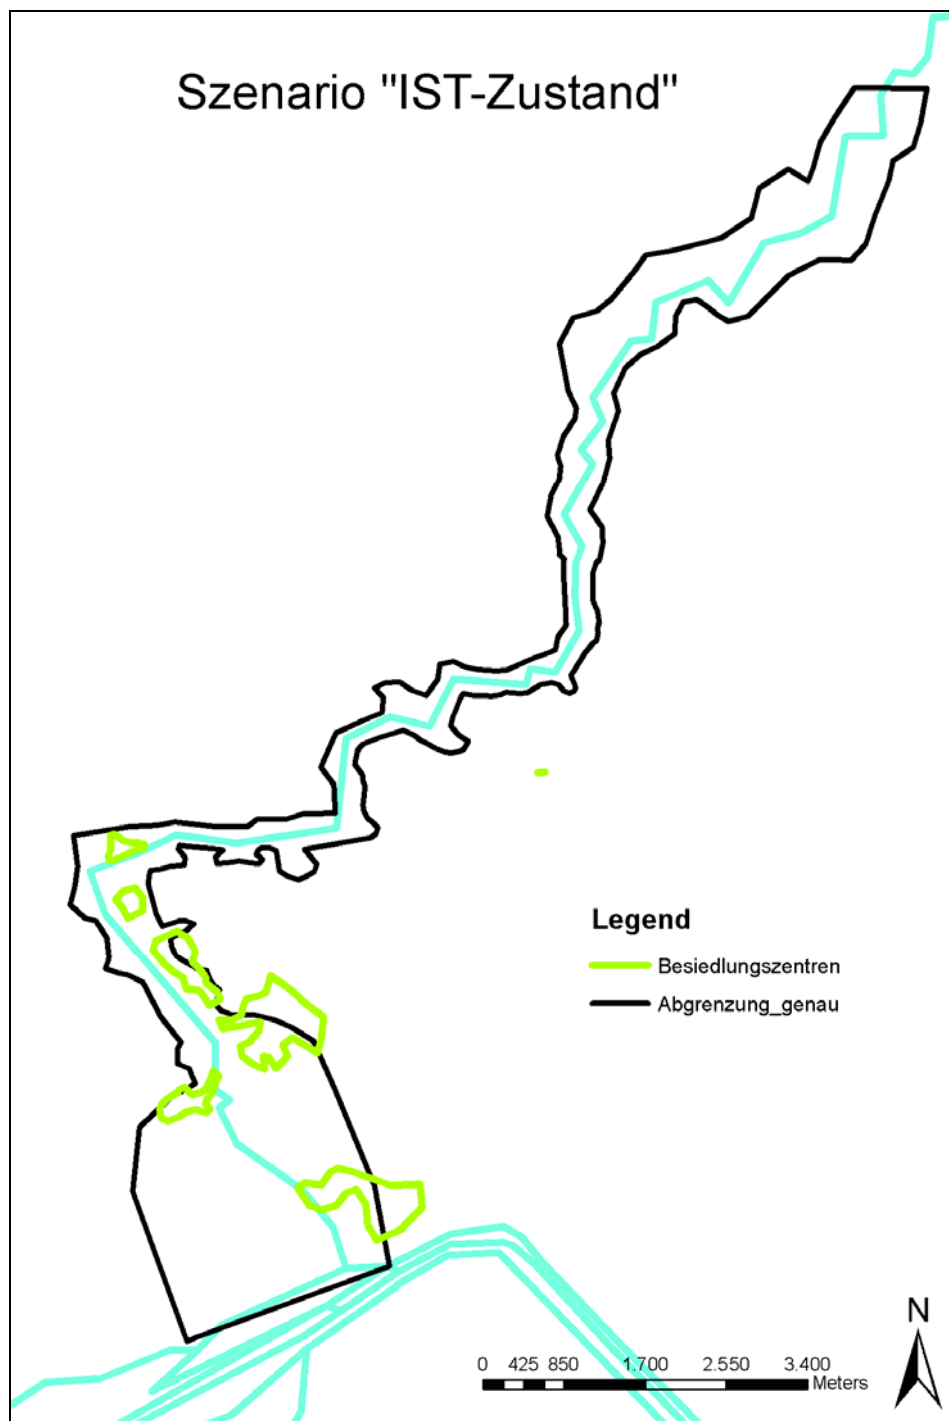 Szenario "IST-Zustand"
Legend
Besiedlungszentren
Abgrenzung_genau
N
0 425 850 1.700 2.550 3.400
Meters